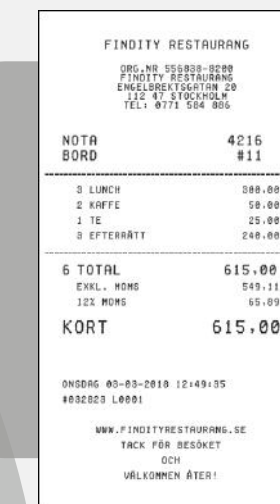 FINDITY RESTAURANG
ORG.NR 556838-8200
FINDITY RESTAURANG
ENGELBREKTSGATAN 20
112 47 STOCKHOLM
TEL: 0771 584 886
NOTA 4216
BORD #11
3 LUNCH 300.00
2 KAFFE 50.00
1 TE 25.00
3 EFTERRÄTT 240.00
6 TOTAL 615,00
EXKL. MOMS 549.11
12% MOMS 65.89
KORT 615,00
ONSDAG 03-03-2018 12:49:35
#032823 L0001
WWW.FINDITYRESTAURANG.SE
TACK FÖR BESÖKET
OCH
VÄLKOMMEN ÅTER!